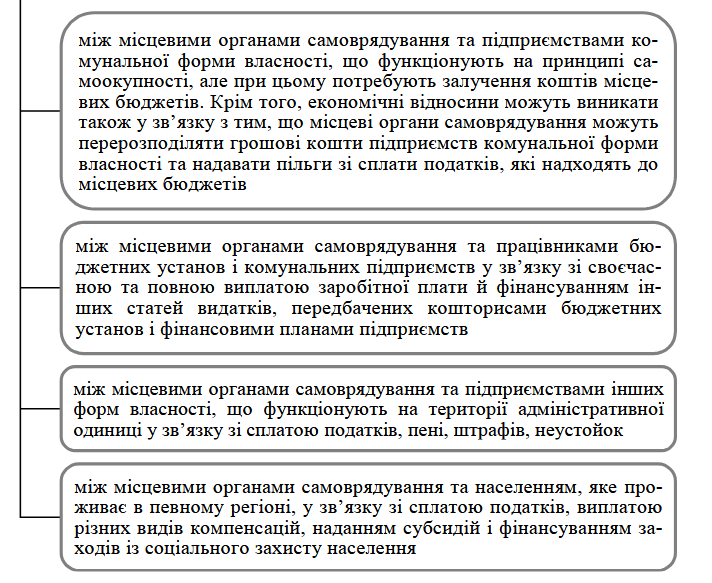 між місцевими органами самоврядування та підприємствами ко-
мунальної форми власності, що функціонують на принципі са-
моокупності, але при цьому потребують залучення коштів місце-
вих бюджетів. Крім того, економічні відносини можуть виникати
також у зв’язку з тим, що місцеві органи самоврядування можуть
перерозподіляти грошові кошти підприємств комунальної форми
власності та надавати пільги зі сплати податків, які надходять до
місцевих бюджетів
між місцевими органами самоврядування та працівниками бю-
джетних установ і комунальних підприємств у зв’язку зі своєчас-
ною та повною виплатою заробітної плати й фінансуванням ін-
ших статей видатків, передбачених кошторисами бюджетних
установ і фінансовими планами підприємств
між місцевими органами самоврядування та підприємствами інших
форм власності, що функціонують на території адміністративної
одиниці у зв’язку зі сплатою податків, пені, штрафів, неустойок
між місцевими органами самоврядування та населенням, яке про-
живає в певному регіоні, у зв’язку зі сплатою податків, виплатою
різних видів компенсацій, наданням субсидій і фінансуванням за-
ходів із соціального захисту населення